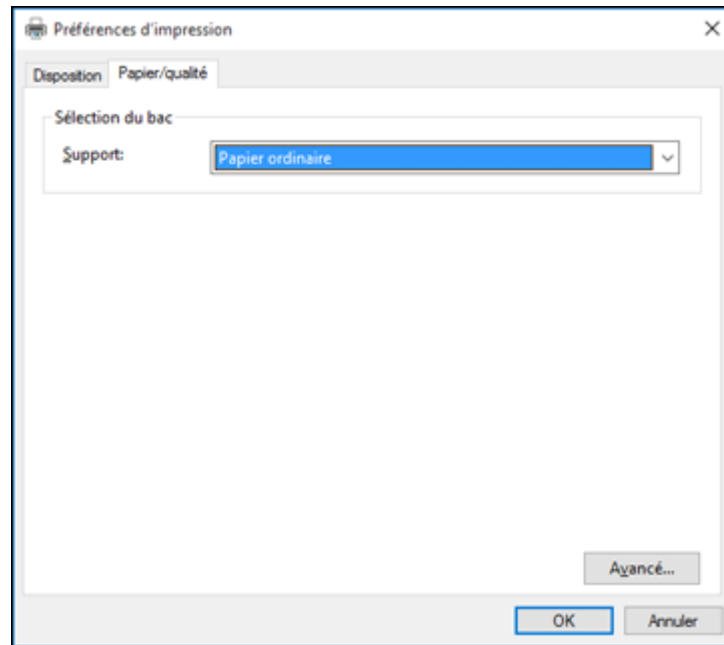 Préférences d'impression
Disposition Papier/qualité
Sélection du bac
Support: Papier ordinaire
Avancé...
OK Annuler